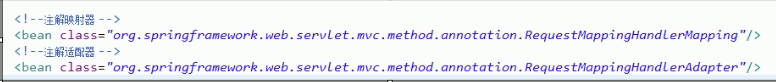 <!--注解映射器 -->
<bean class="org.springframework.web.servlet.mvc.method.annotation.RequestMappingHandlerMapping"/>
<!--注解适配器 -->
<bean class="org.springframework.web.servlet.mvc.method.annotation.RequestMappingHandlerAdapter"/>